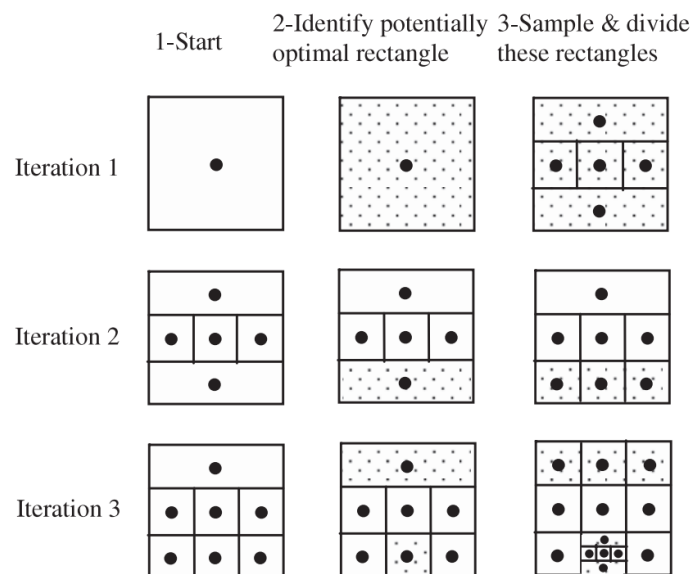 1-Start
2-Identify potentially
optimal rectangle
3-Sample & divide
these rectangles
Iteration 1
Iteration 2
Iteration 3